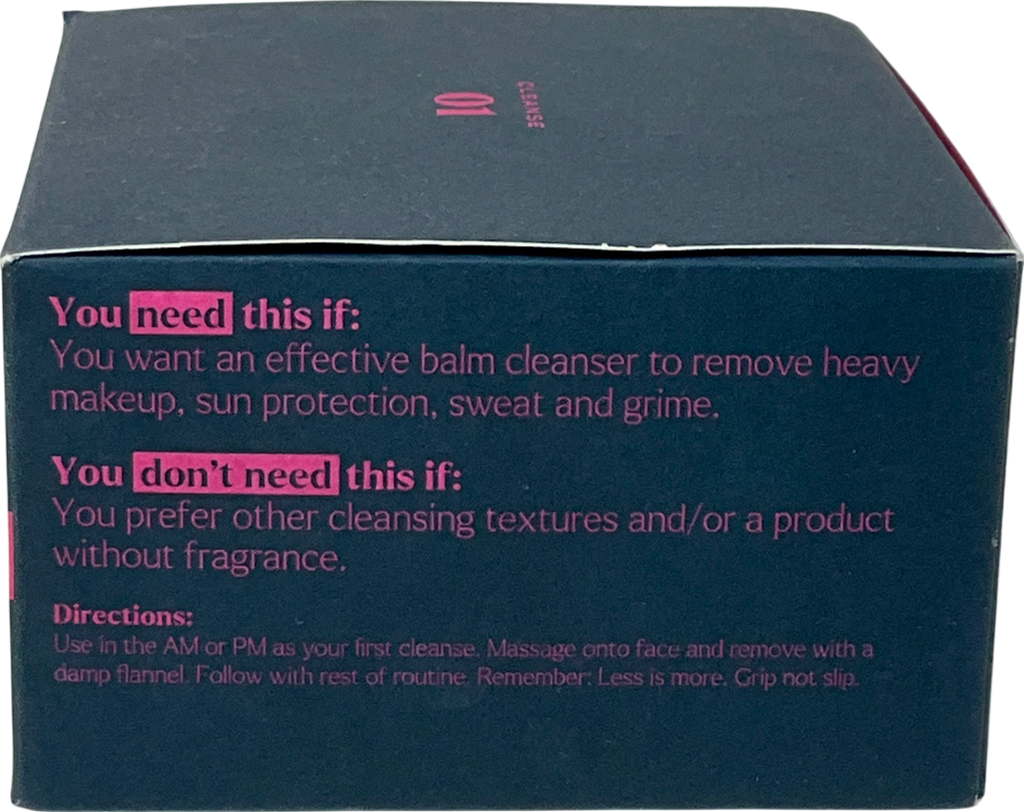 CLEANSE
01
You need this if:
You want an effective balm cleanser to remove heavy
makeup, sun protection, sweat and grime.
You don't need this if:
You prefer other cleansing textures and/or a product
without fragrance.
Directions:
Use in the AM or PM as your first cleanse. Massage onto face and remove with a
damp flannel. Follow with rest of routine. Remember: Less is more. Grip not slip.